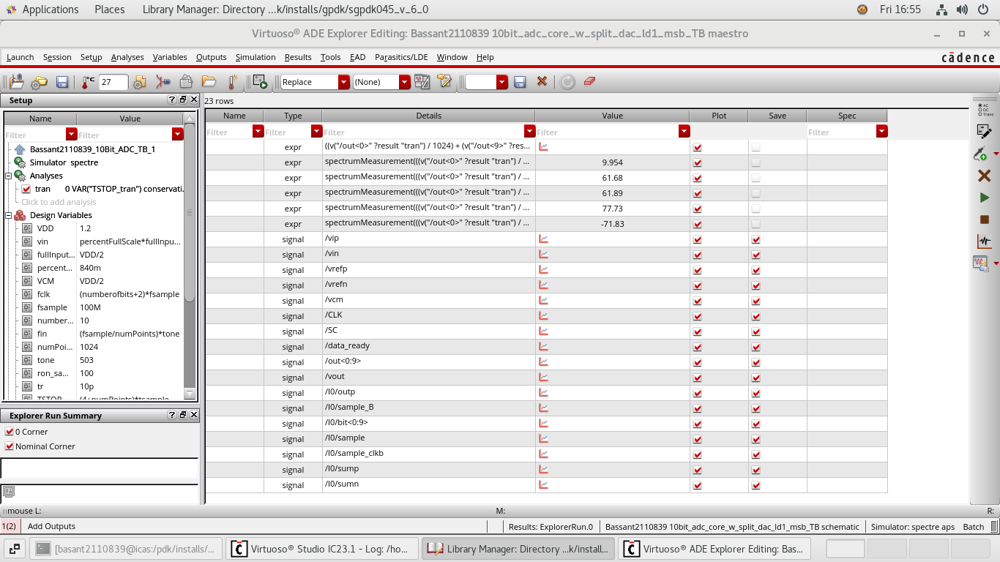 Applications Places Library Manager: Directory ...k/installs/gpdk/sgpdk045_v_6_0 Fri 16:55
Virtuoso® ADE Explorer Editing: Bassant2110839 10bit_adc_core_w_split_dac_ld1_msb_TB maestro
Launch Session Setup Analyses Variables Outputs Simulation Results Tools EAD Parasitics/LDE Window Help cādence
°C 27 Replace (None)
Setup
Name Value
Filter Filter
Bassant2110839_10Bit_ADC_TB_1
Simulator spectre
Analyses
tran 0 VAR("TSTOP_tran") conservati...
Click to add analysis
Design Variables
VDD 1.2
vin percentFullScale*fullInpu...
fullInput... VDD/2
percent... 840m
VCM VDD/2
fclk (numberofbits+2)*fsample
fsample 100M
number... 10
fin (fsample/numPoints)*tone
numPoi... 1024
tone 503
ron_sa... 100
tr 10p
Explorer Run Summary
0 Corner
Nominal Corner
23 rows
Name Type Details Value Plot Save Spec
Filter Filter Filter Filter Filter
expr ((v("/out<0>" ?result "tran") / 1024) + (v("/out<9>" ?res...
expr spectrumMeasurement(((v("/out<0>" ?result "tran") / ... 9.954
expr spectrumMeasurement(((v("/out<0>" ?result "tran") / ... 61.68
expr spectrumMeasurement(((v("/out<0>" ?result "tran") / ... 61.89
expr spectrumMeasurement(((v("/out<0>" ?result "tran") / ... 77.73
expr spectrumMeasurement(((v("/out<0>" ?result "tran") / ... -71.83
signal /vip
signal /vin
signal /vrefp
signal /vrefn
signal /vcm
signal /CLK
signal /SC
signal /data_ready
signal /out<0:9>
signal /vout
signal /I0/outp
signal /I0/sample_B
signal /I0/bit<0:9>
signal /I0/sample
signal /I0/sample_clkb
signal /I0/sump
signal /I0/sumn
AC
DC
Trans
mouse L: M: R:
1(2) Add Outputs Results: ExplorerRun.0 Bassant2110839 10bit_adc_core_w_split_dac_ld1_msb_TB schematic Simulator: spectre aps Batch
[basant2110839@icas:/pdk/installs/... Virtuoso® Studio IC23.1 - Log: /ho... Library Manager: Directory ...k/install... Virtuoso® ADE Explorer Editing: Bas...